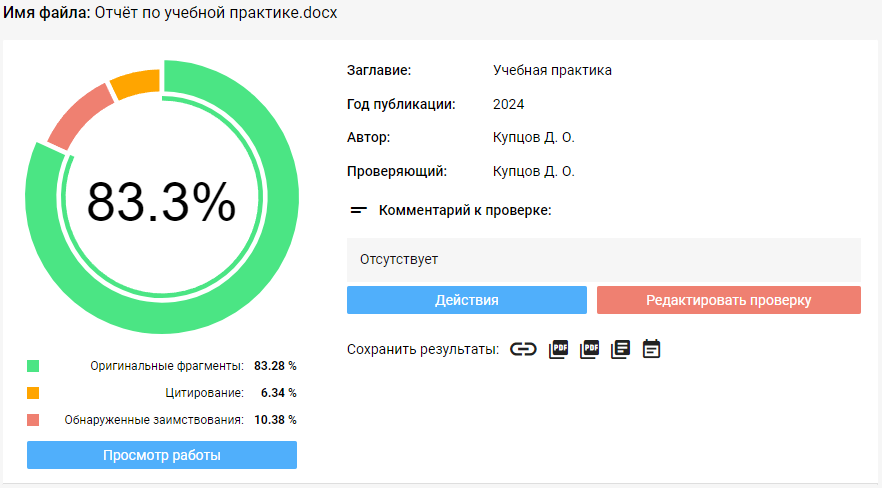 Имя файла: Отчёт по учебной практике.docx
83.3%
Оригинальные фрагменты: 83.28 %
Цитирование: 6.34 %
Обнаруженные заимствования: 10.38 %
Просмотр работы
Заглавие: Учебная практика
Год публикации: 2024
Автор: Купцов Д. О.
Проверяющий: Купцов Д. О.
Комментарий к проверке:
Отсутствует
Действия Редактировать проверку
Сохранить результаты: PDF PDF